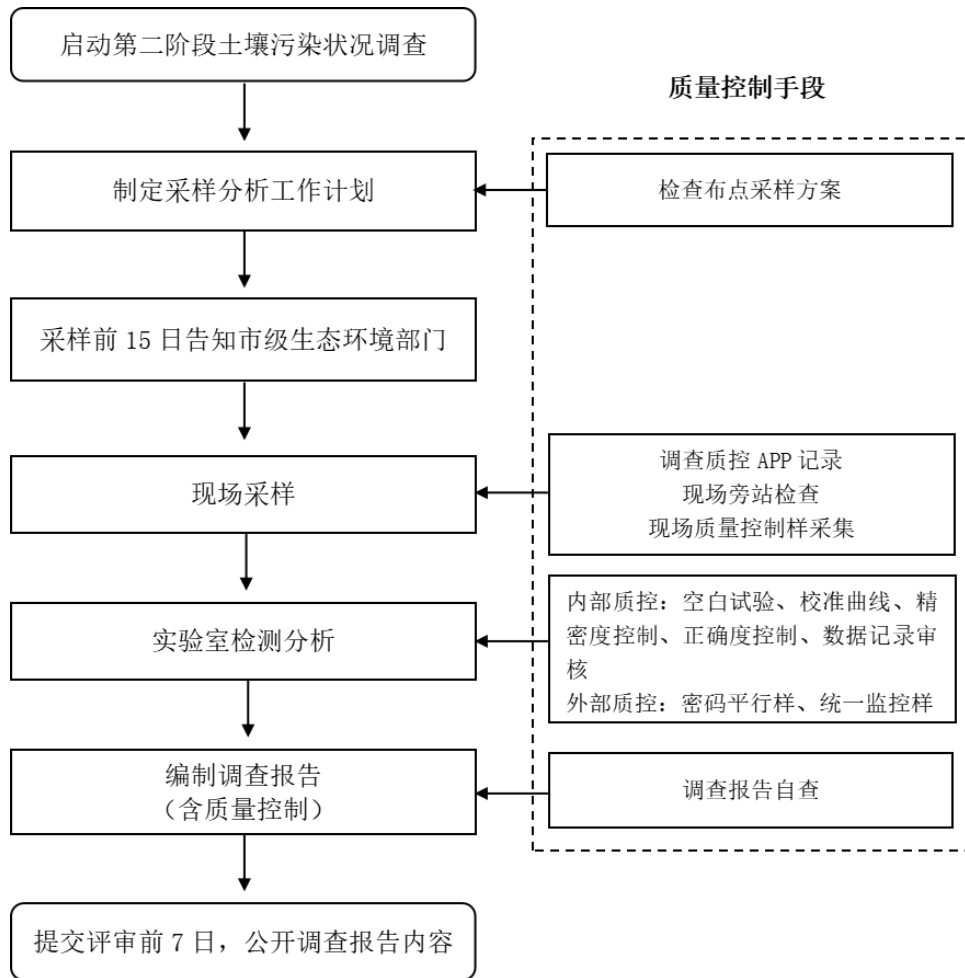 启动第二阶段土壤污染状况调查
质量控制手段
制定采样分析工作计划
检查布点采样方案
采样前 15 日告知市级生态环境部门
现场采样
调查质控 APP 记录
现场旁站检查
现场质量控制样采集
实验室检测分析
内部质控：空白试验、校准曲线、精
密度控制、正确度控制、数据记录审
核
外部质控：密码平行样、统一监控样
编制调查报告
（含质量控制）
调查报告自查
提交评审前 7 日，公开调查报告内容